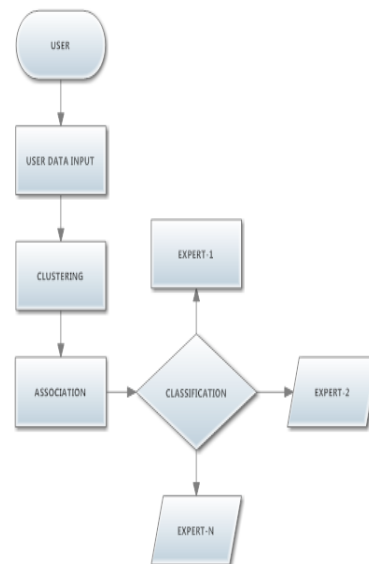 USER
USER DATA INPUT
CLUSTERING
EXPERT-1
ASSOCIATION
CLASSIFICATION
EXPERT-2
EXPERT-N